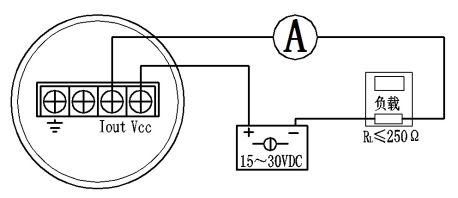 A
Iout Vcc
+ −
15～30VDC
负载
RL≤250Ω